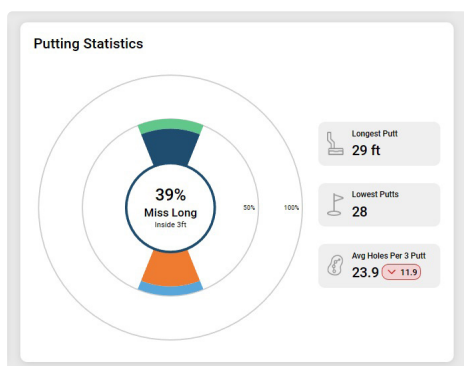 Putting Statistics
39%
Miss Long
Inside 3ft
50%
100%
Longest Putt
29 ft
Lowest Putts
28
Avg Holes Per 3 Putt
23.9
11.9